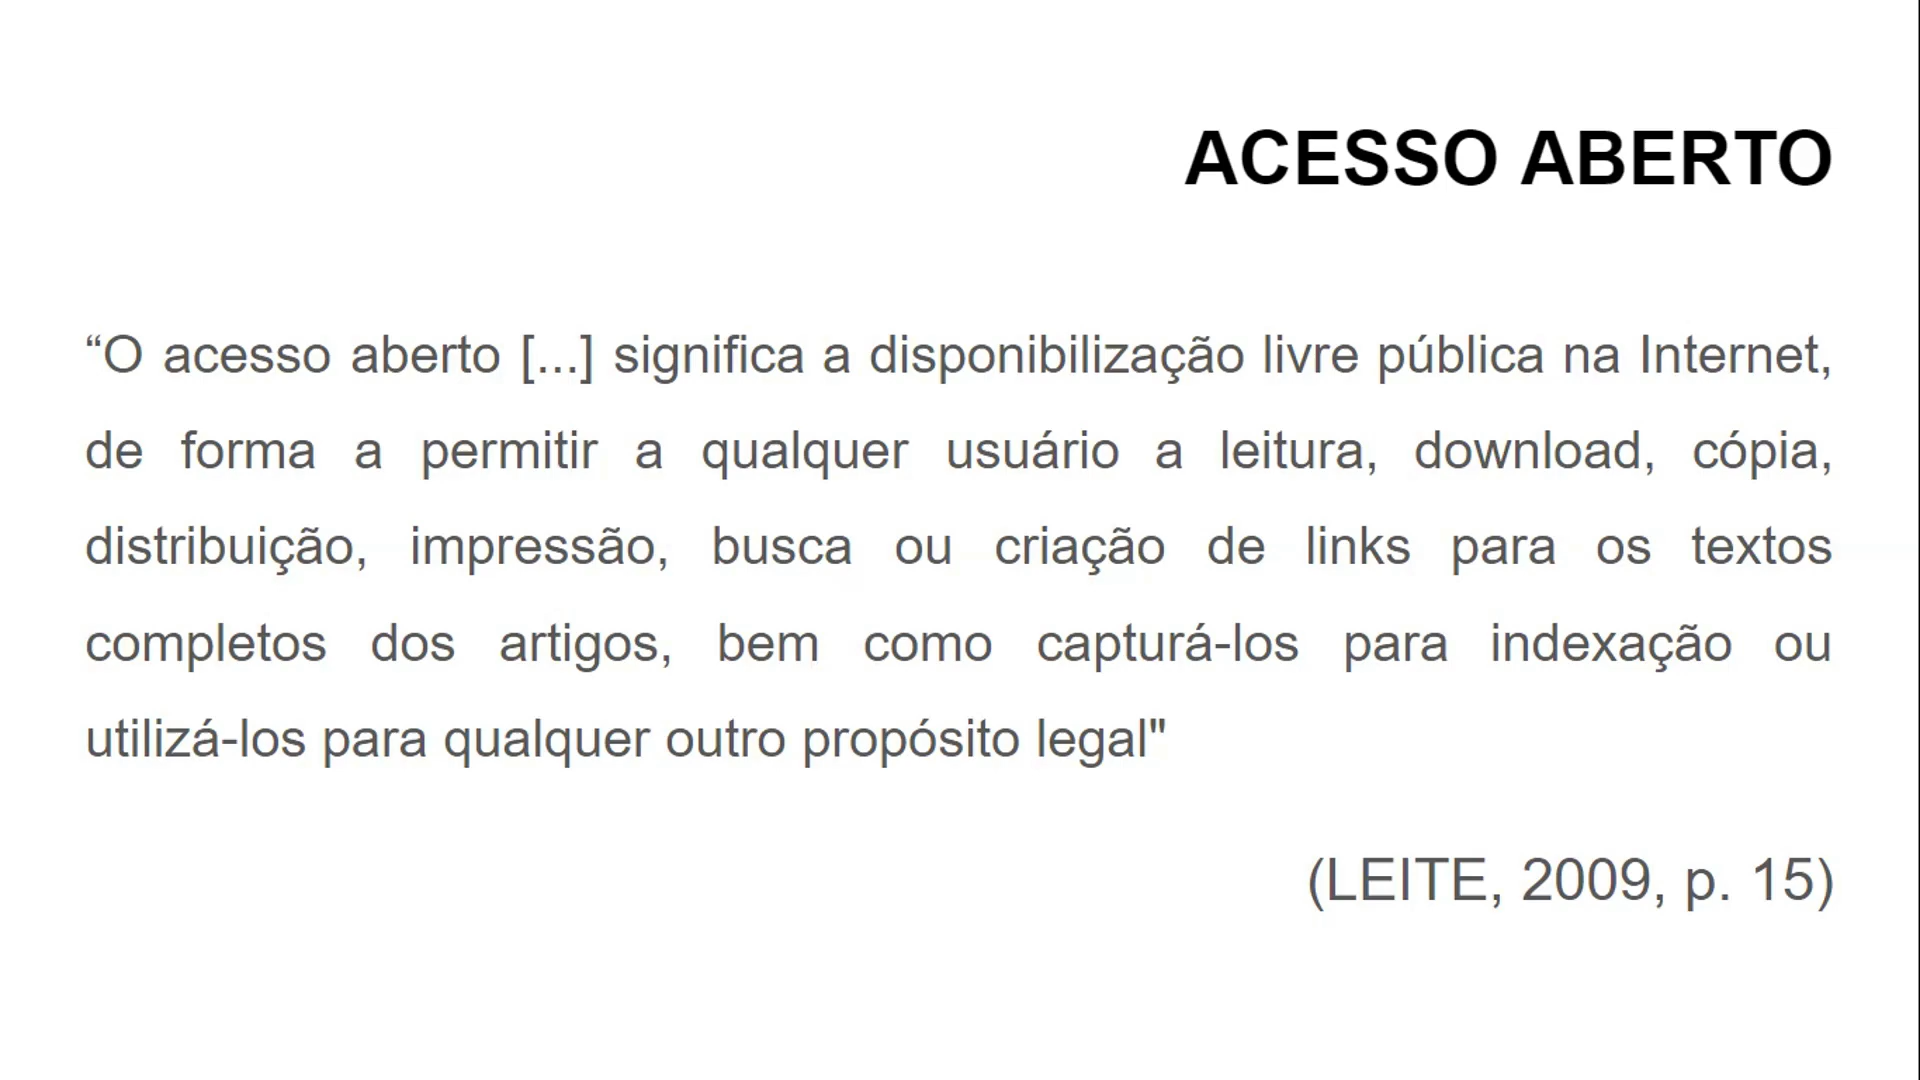 ACESSO ABERTO
“O acesso aberto [...] significa a disponibilização livre pública na Internet,
de forma a permitir a qualquer usuário a leitura, download, cópia,
distribuição, impressão, busca ou criação de links para os textos
completos dos artigos, bem como capturá-los para indexação ou
utilizá-los para qualquer outro propósito legal"
(LEITE, 2009, p. 15)